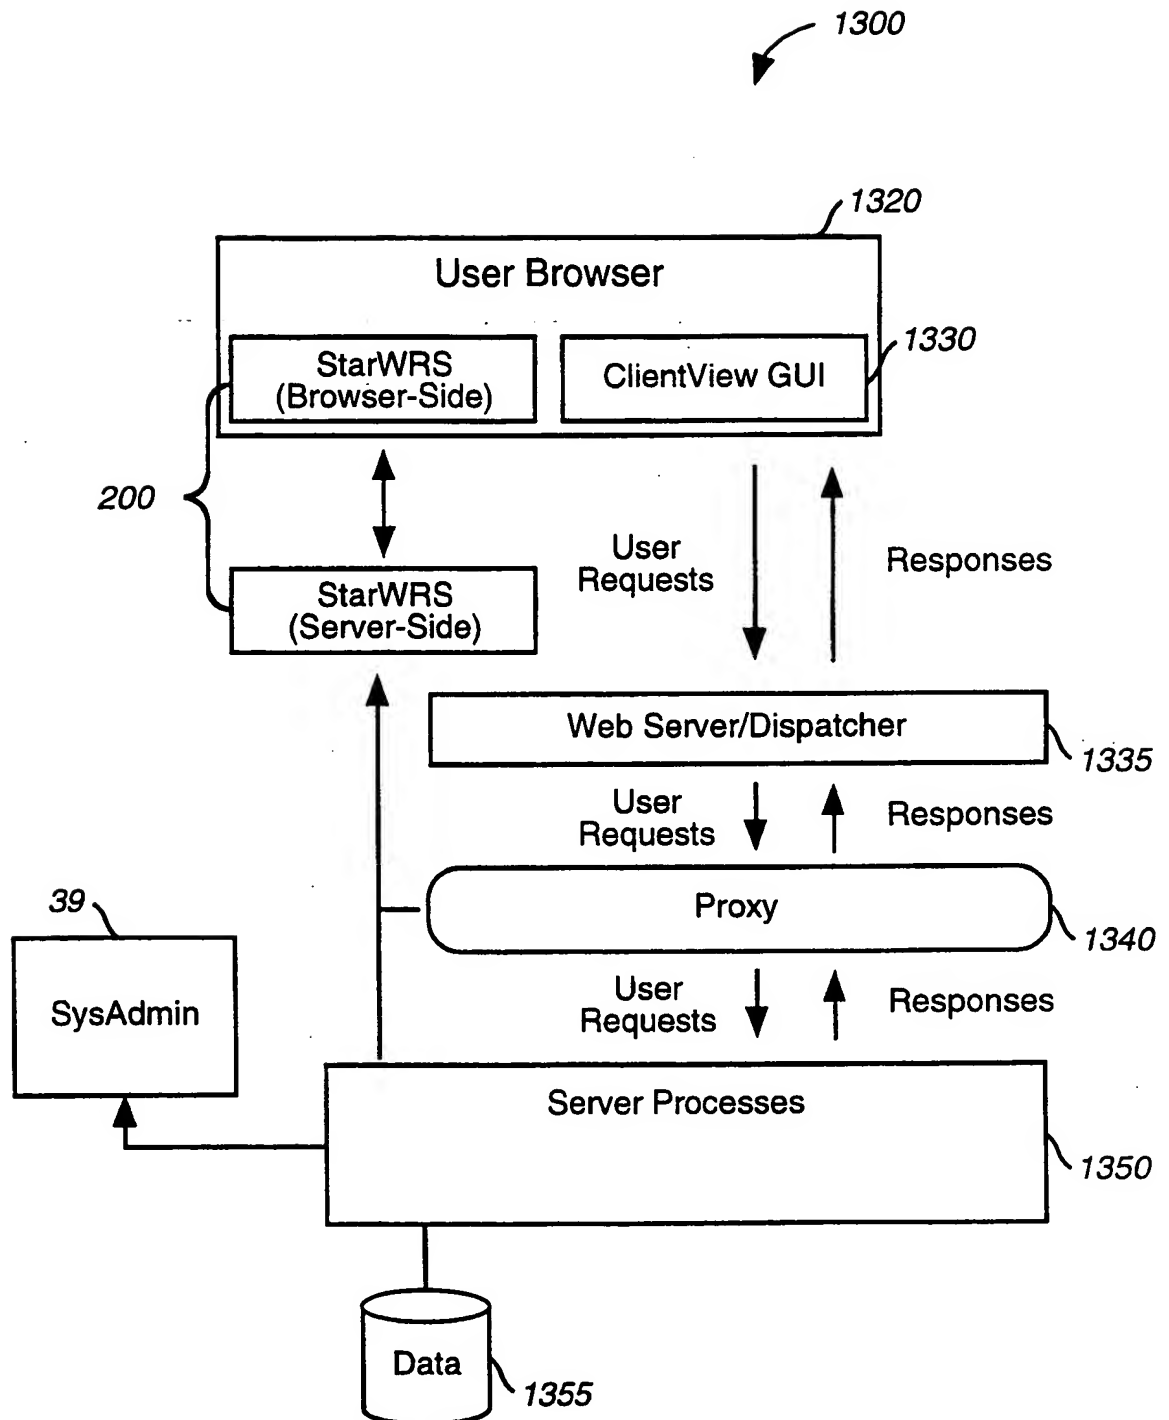 1300
1320
User Browser
1330
StarWRS
(Browser-Side)
ClientView GUI
200
User
Requests
Responses
StarWRS
(Server-Side)
Web Server/Dispatcher
1335
User
Requests
Responses
39
Proxy
1340
SysAdmin
User
Requests
Responses
Server Processes
1350
Data
1355